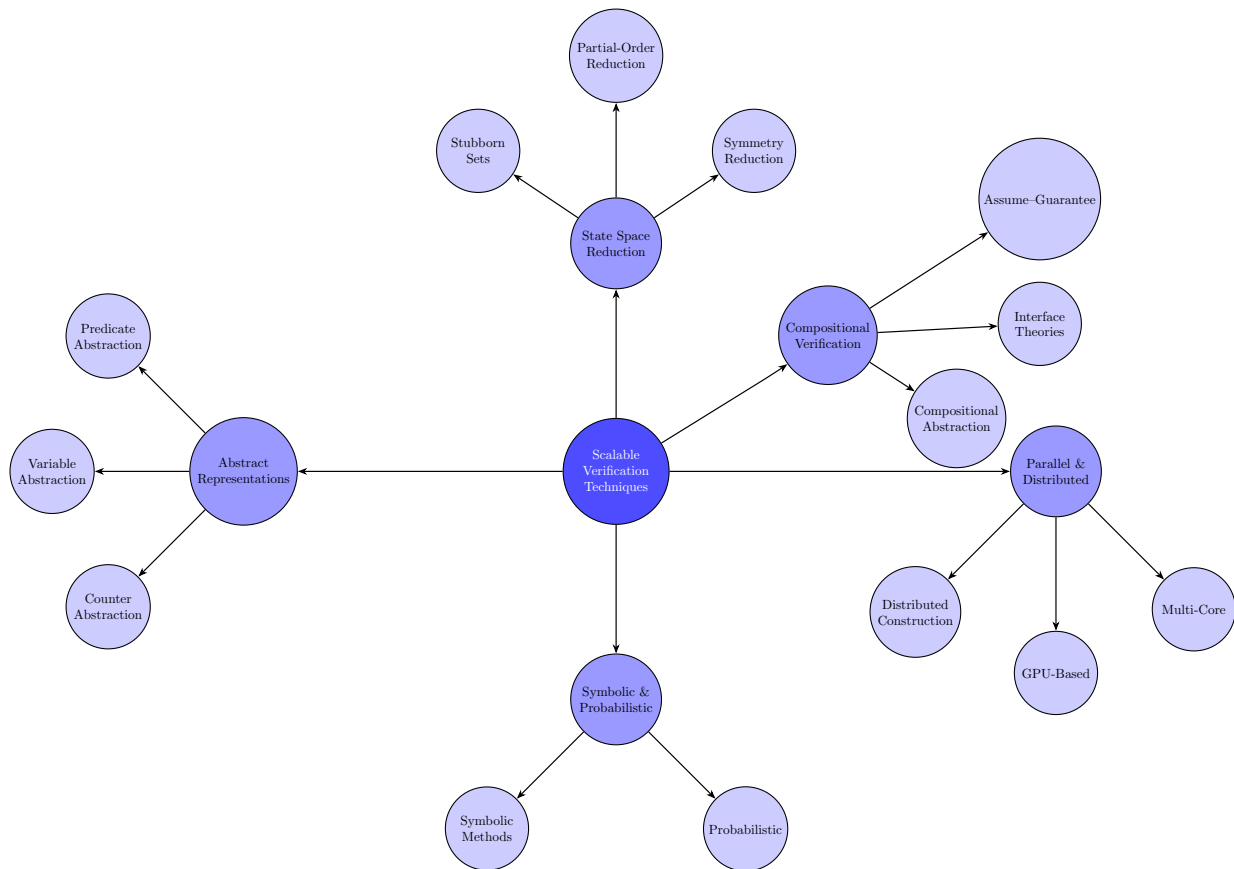 Partial-Order
Reduction
Stubborn
Sets
Symmetry
Reduction
Assume–Guarantee
State Space
Reduction
Interface
Theories
Compositional
Verification
Predicate
Abstraction
Compositional
Abstraction
Variable
Abstraction
Abstract
Representations
Scalable
Verification
Techniques
Parallel &
Distributed
Counter
Abstraction
Distributed
Construction
Multi-Core
GPU-Based
Symbolic &
Probabilistic
Symbolic
Methods
Probabilistic